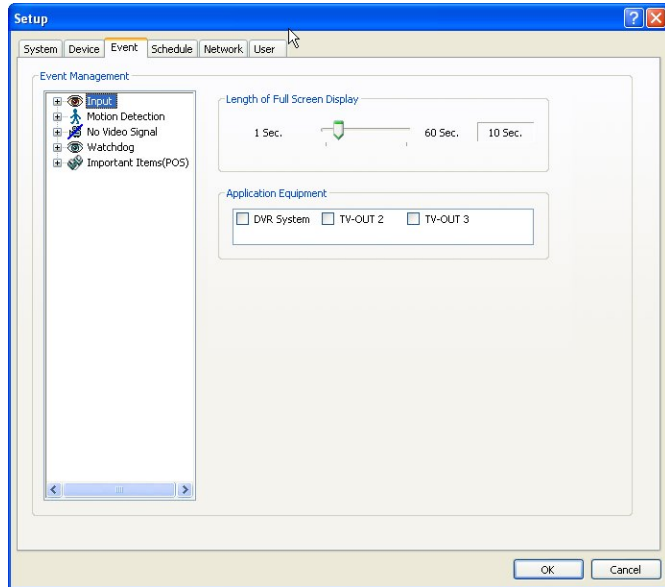 Setup
System Device Event Schedule Network User
Event Management
Input
Motion Detection
No Video Signal
Watchdog
Important Items(POS)
Length of Full Screen Display
1 Sec. 60 Sec. 10 Sec.
Application Equipment
DVR System TV-OUT 2 TV-OUT 3
OK Cancel